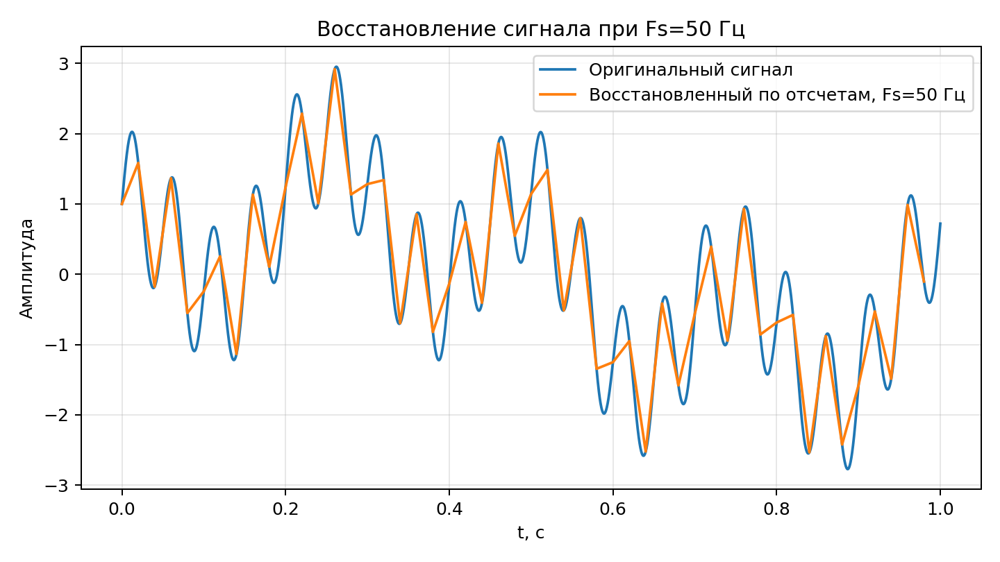 Восстановление сигнала при Fs=50 Гц
Оригинальный сигнал
Восстановленный по отсчетам, Fs=50 Гц
Амплитуда
3
2
1
0
−1
−2
−3
0.0 0.2 0.4 0.6 0.8 1.0
t, с